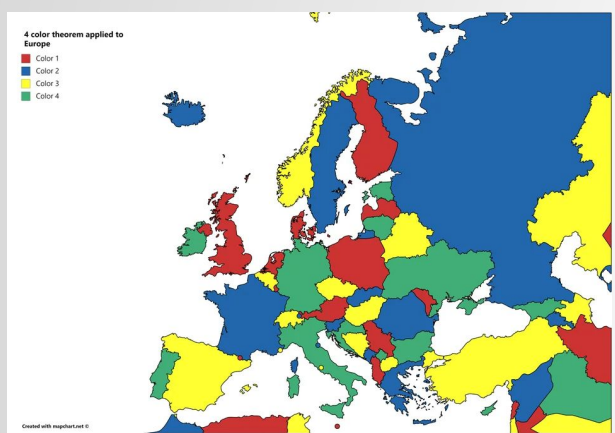 4 color theorem applied to
Europe
Color 1
Color 2
Color 3
Color 4
Created with mapchart.net ©